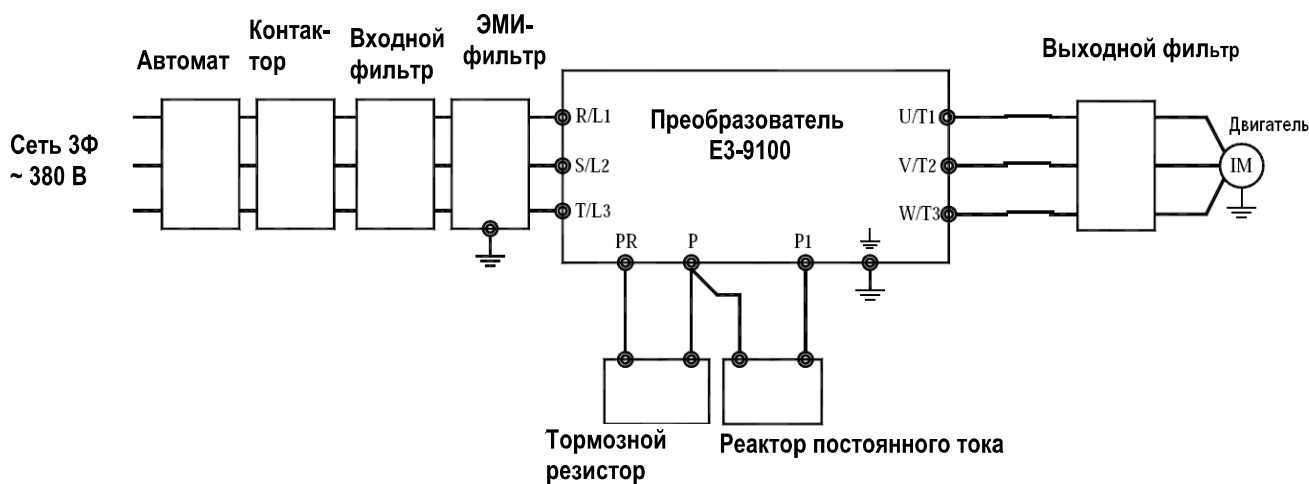 Автомат
Контак-
тор
Входной
фильтр
ЭМИ-
фильтр
Выходной фильтр
Сеть 3Ф
~ 380 В
R/L1
S/L2
T/L3
Преобразователь
E3-9100
U/T1
V/T2
W/T3
Двигатель
IM
PR
P
P1
Тормозной
резистор
Реактор постоянного тока